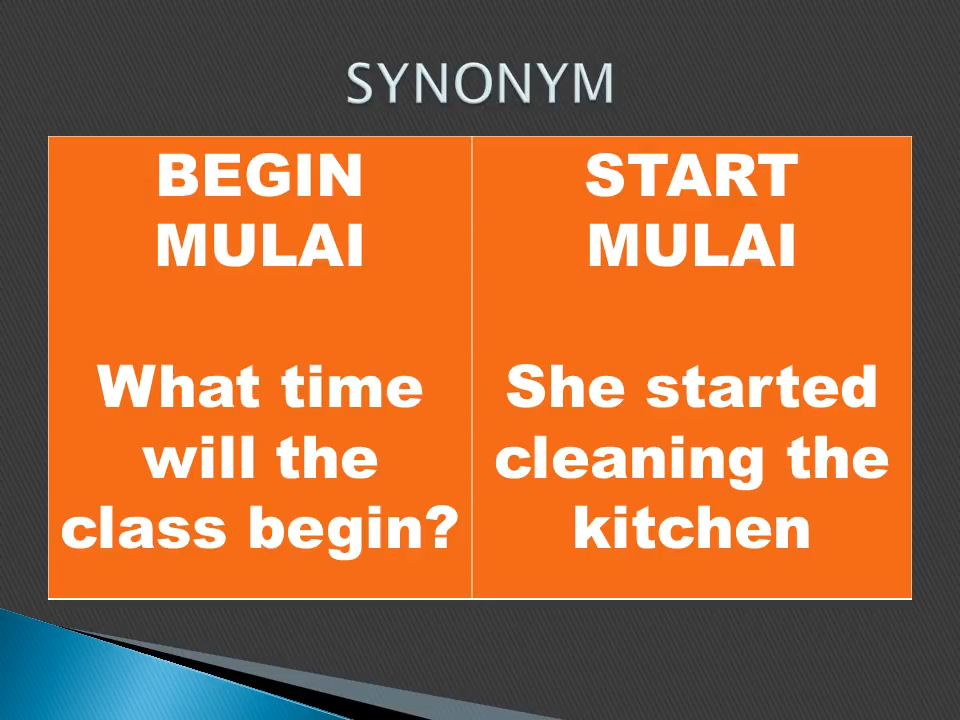 SYNONYM
BEGIN
MULAI
What time
will the
class begin?
START
MULAI
She started
cleaning the
kitchen